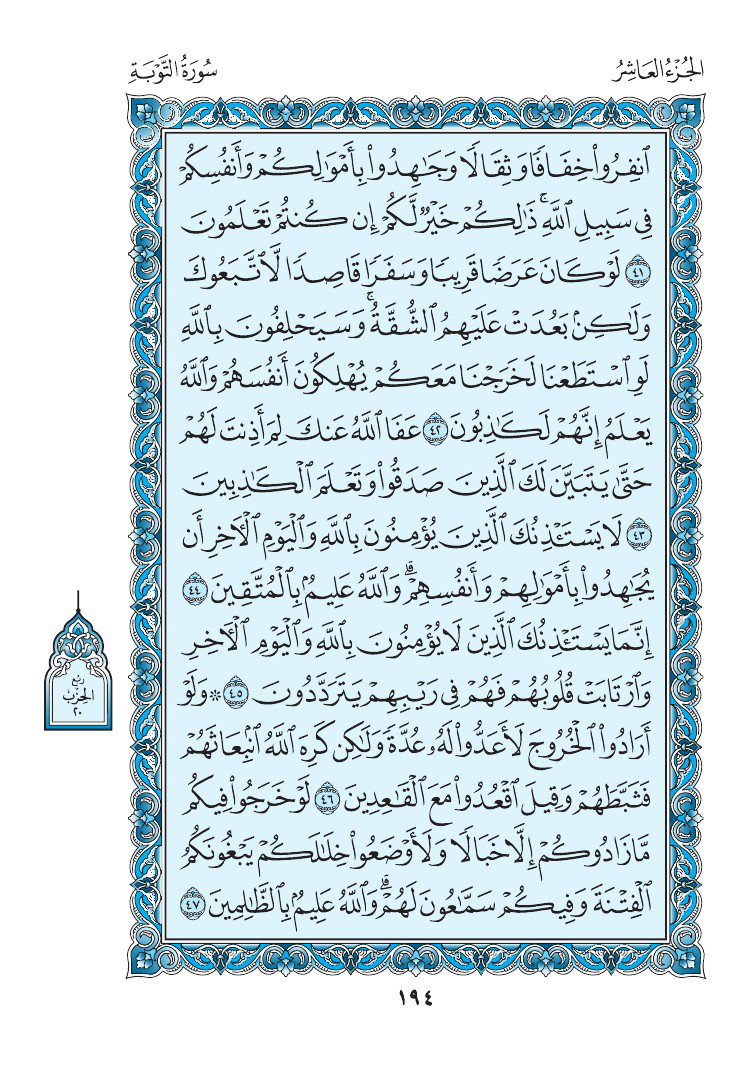 الجُزْءُ العَاشِرُ
سُورَةُ التَّوْبَةِ
ٱنفِرُوا۟ خِفَافًا وَثِقَالًا وَجَٰهِدُوا۟ بِأَمْوَٰلِكُمْ وَأَنفُسِكُمْ
فِى سَبِيلِ ٱللَّهِۚ ذَٰلِكُمْ خَيْرٌ لَّكُمْ إِن كُنتُمْ تَعْلَمُونَ
٤١ لَوْ كَانَ عَرَضًا قَرِيبًا وَسَفَرًا قَاصِدًا لَّٱتَّبَعُوكَ
وَلَٰكِنۢ بَعُدَتْ عَلَيْهِمُ ٱلشُّقَّةُۚ وَسَيَحْلِفُونَ بِٱللَّهِ
لَوِ ٱسْتَطَعْنَا لَخَرَجْنَا مَعَكُمْ يُهْلِكُونَ أَنفُسَهُمْ وَٱللَّهُ
يَعْلَمُ إِنَّهُمْ لَكَٰذِبُونَ ٤٢ عَفَا ٱللَّهُ عَنكَ لِمَ أَذِنتَ لَهُمْ
حَتَّىٰ يَتَبَيَّنَ لَكَ ٱلَّذِينَ صَدَقُوا۟ وَتَعْلَمَ ٱلْكَٰذِبِينَ
٤٣ لَا يَسْتَـْٔذِنُكَ ٱلَّذِينَ يُؤْمِنُونَ بِٱللَّهِ وَٱلْيَوْمِ ٱلْـَٔاخِرِ أَن
يُجَٰهِدُوا۟ بِأَمْوَٰلِهِمْ وَأَنفُسِهِمْۗ وَٱللَّهُ عَلِيمٌۢ بِٱلْمُتَّقِينَ ٤٤
إِنَّمَا يَسْتَـْٔذِنُكَ ٱلَّذِينَ لَا يُؤْمِنُونَ بِٱللَّهِ وَٱلْيَوْمِ ٱلْـَٔاخِرِ
وَٱرْتَابَتْ قُلُوبُهُمْ فَهُمْ فِى رَيْبِهِمْ يَتَرَدَّدُونَ ٤٥ * وَلَوْ
أَرَادُوا۟ ٱلْخُرُوجَ لَأَعَدُّوا۟ لَهُۥ عُدَّةً وَلَٰكِن كَرِهَ ٱللَّهُ ٱنۢبِعَاثَهُمْ
فَثَبَّطَهُمْ وَقِيلَ ٱقْعُدُوا۟ مَعَ ٱلْقَٰعِدِينَ ٤٦ لَوْ خَرَجُوا۟ فِيكُم
مَّا زَادُوكُمْ إِلَّا خَبَالًا وَلَأَوْضَعُوا۟ خِلَٰلَكُمْ يَبْغُونَكُمُ
ٱلْفِتْنَةَ وَفِيكُمْ سَمَّٰعُونَ لَهُمْۗ وَٱللَّهُ عَلِيمٌۢ بِٱلظَّٰلِمِينَ ٤٧
ربع
الحزب
٢٠
١٩٤